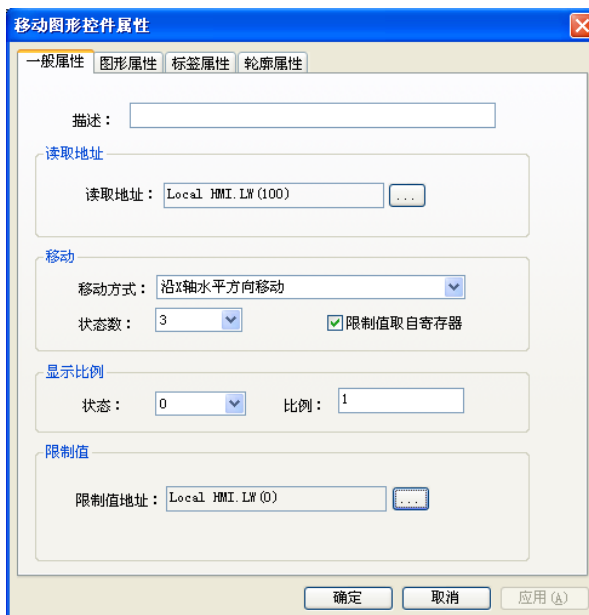 移动图形控件属性
一般属性 图形属性 标签属性 轮廓属性
描述：
读取地址
读取地址： Local HMI.LW(100) ...
移动
移动方式： 沿X轴水平方向移动
状态数： 3 限制值取自寄存器
显示比例
状态： 0 比例： 1
限制值
限制值地址： Local HMI.LW(0) ...
确定 取消 应用(A)